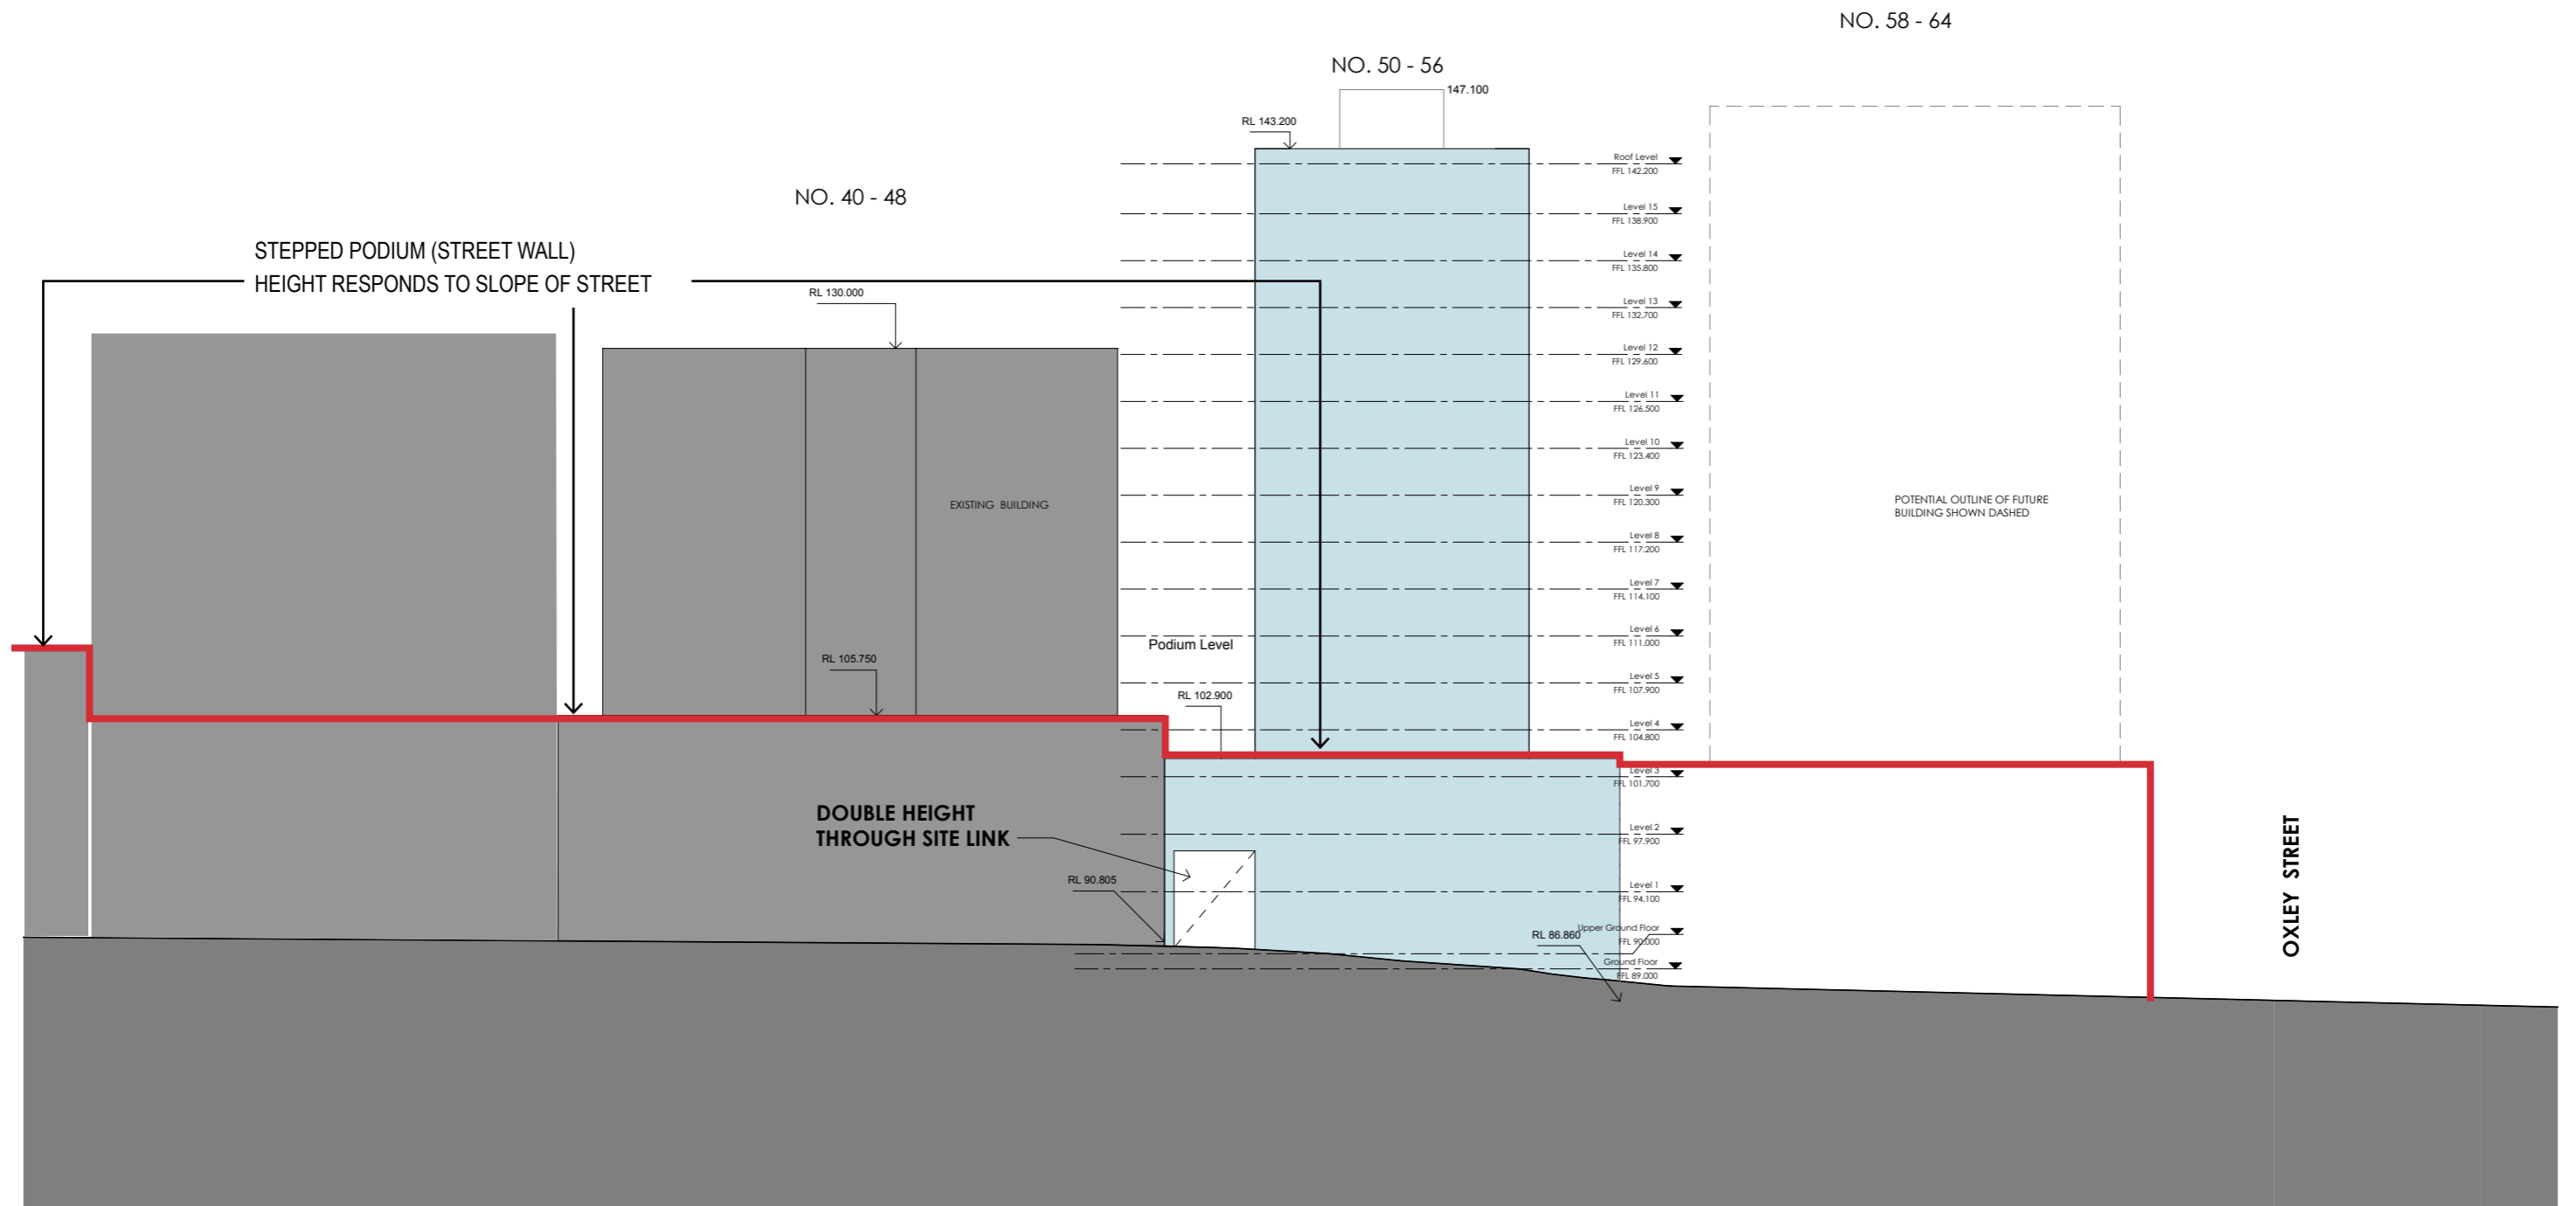 NO. 58 - 64
NO. 50 - 56
147.100
RL 143.200
Roof Level
FFL 142.200
NO. 40 - 48
Level 15
FFL 138.900
STEPPED PODIUM (STREET WALL)
HEIGHT RESPONDS TO SLOPE OF STREET
Level 14
FFL 135.800
RL 130.000
Level 13
FFL 132.700
Level 12
FFL 129.600
Level 11
FFL 126.500
Level 10
FFL 123.400
EXISTING BUILDING
Level 9
FFL 120.300
POTENTIAL OUTLINE OF FUTURE
BUILDING SHOWN DASHED
Level 8
FFL 117.200
Level 7
FFL 114.100
Level 6
FFL 111.000
Podium Level
RL 105.750
Level 5
FFL 107.900
RL 102.900
Level 4
FFL 104.800
Level 3
FFL 101.700
DOUBLE HEIGHT
THROUGH SITE LINK
Level 2
FFL 97.900
RL 90.805
Level 1
FFL 94.100
OXLEY STREET
RL 86.860
Upper Ground Floor
FFL 90.000
Ground Floor
FFL 89.000